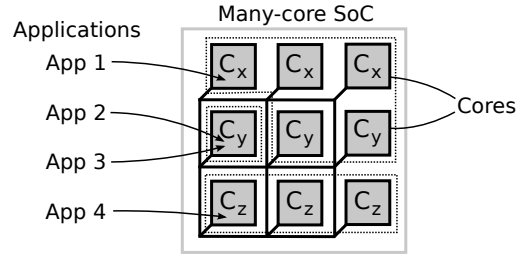 Many-core SoC
Applications
App 1
App 2
App 3
App 4
Cx Cx Cx
Cy Cy Cy
Cz Cz Cz
Cores